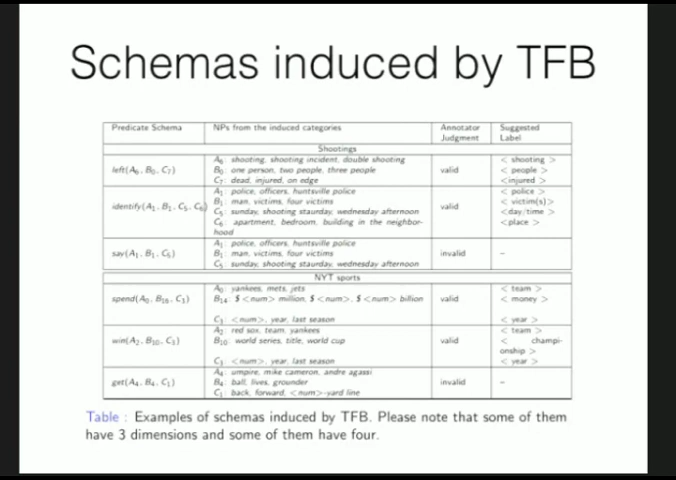 Schemas induced by TFB
Predicate Schema NPs from the induced categories Annotator Judgment Suggested Label
Shootings
left(A6, B0, C7) A6: shooting, shooting incident, double shooting valid < shooting >
B0: one person, two people, three people < people >
C7: dead, injured, on edge <injured >
identify(A1, B1, C5, C6) A1: police, officers, huntsville police valid < police >
B1: man, victims, four victims < victim(s)>
C5: sunday, shooting staurday, wednesday afternoon <day/time >
C6: apartment, bedroom, building in the neighbor- <place >
hood
say(A1, B1, C5) A1: police, officers, huntsville police invalid –
B1: man, victims, four victims
C5: sunday, shooting staurday, wednesday afternoon
NYT sports
spend(A0, B16, C3) A0: yankees, mets, jets valid < team >
B14: $ <num> million, $ <num>, $ <num> billion < money >
C3: <num>, year, last season < year >
win(A2, B10, C3) A2: red sox, team, yankees valid < team >
B10: world series, title, world cup < champi-
onship >
C3: <num>, year, last season < year >
get(A4, B4, C1) A4: umpire, mike cameron, andre agassi invalid –
B4: ball, lives, grounder
C1: back, forward, <num>-yard line
Table : Examples of schemas induced by TFB. Please note that some of them
have 3 dimensions and some of them have four.